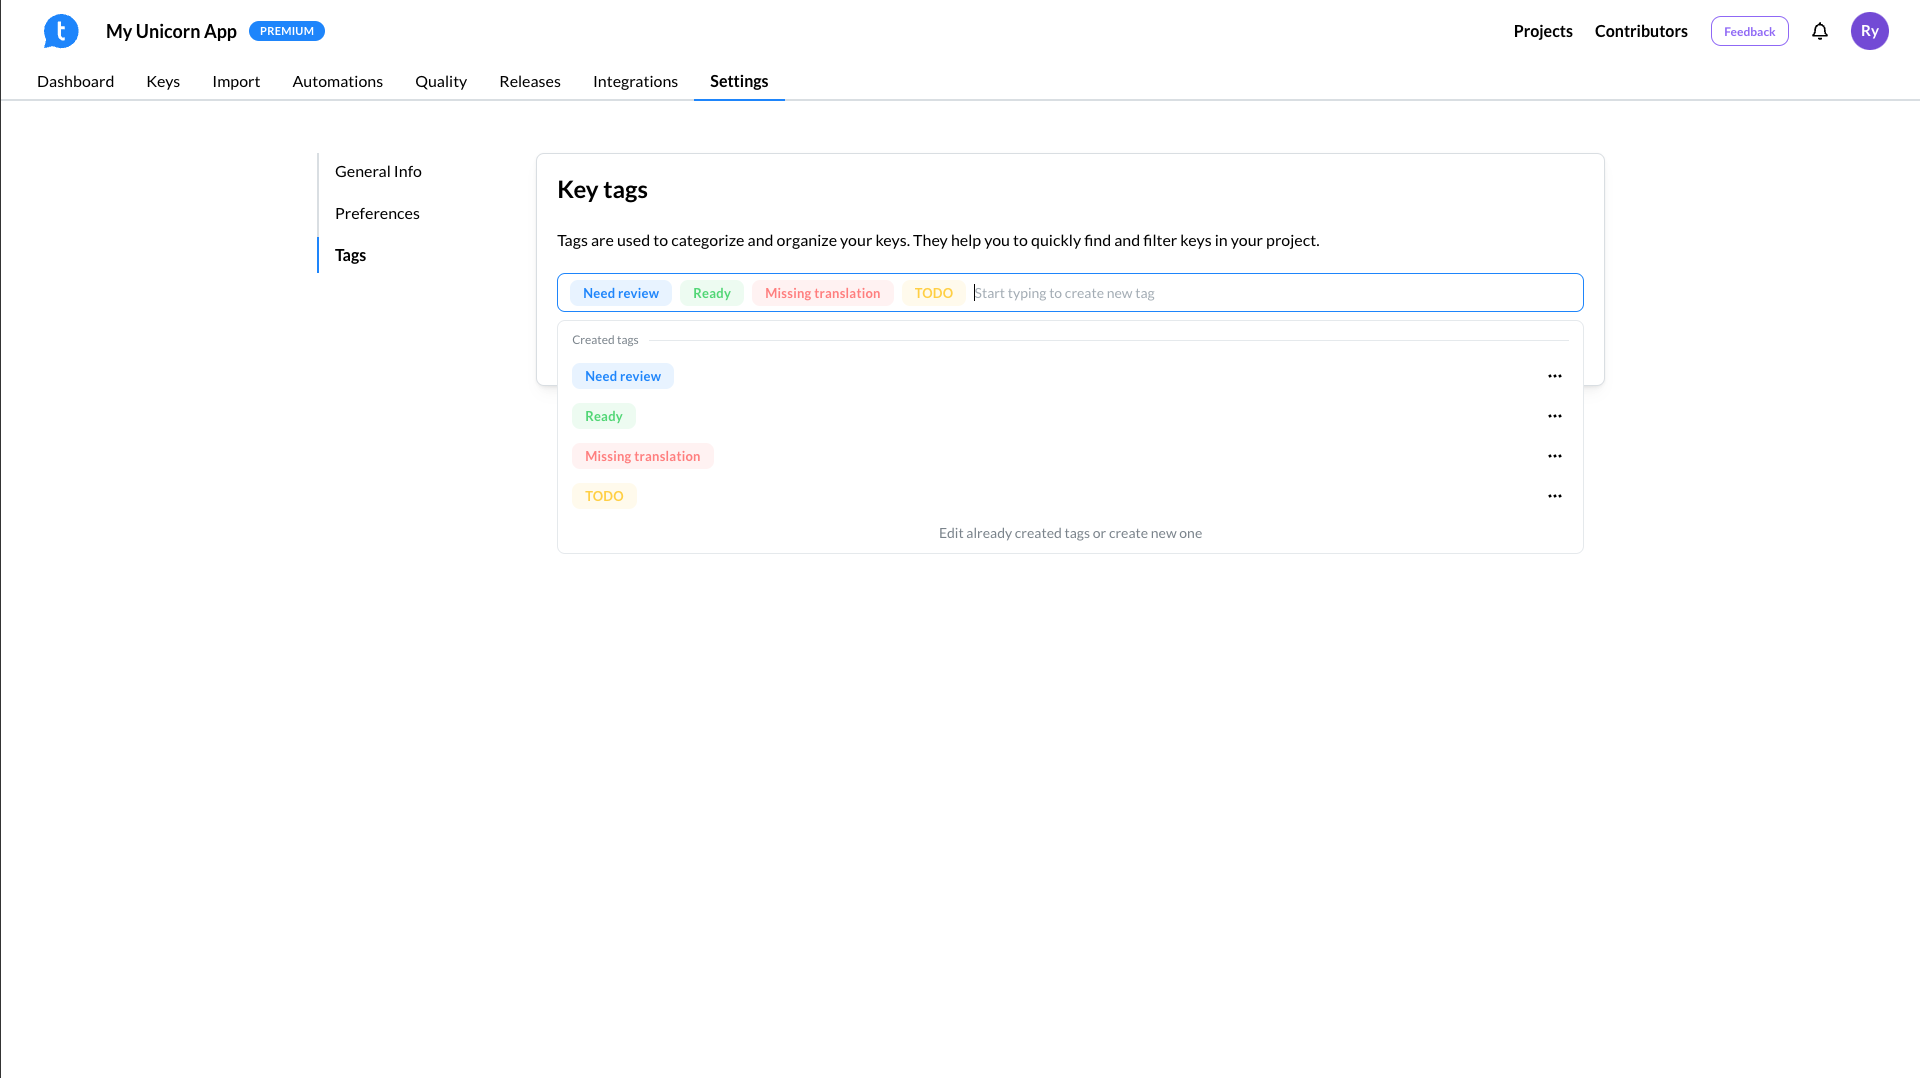 t My Unicorn App PREMIUM Projects Contributors Feedback Ry
Dashboard Keys Import Automations Quality Releases Integrations Settings
General Info
Preferences
Tags
Key tags
Tags are used to categorize and organize your keys. They help you to quickly find and filter keys in your project.
Need review Ready Missing translation TODO Start typing to create new tag
Created tags
Need review
Ready
Missing translation
TODO
Edit already created tags or create new one